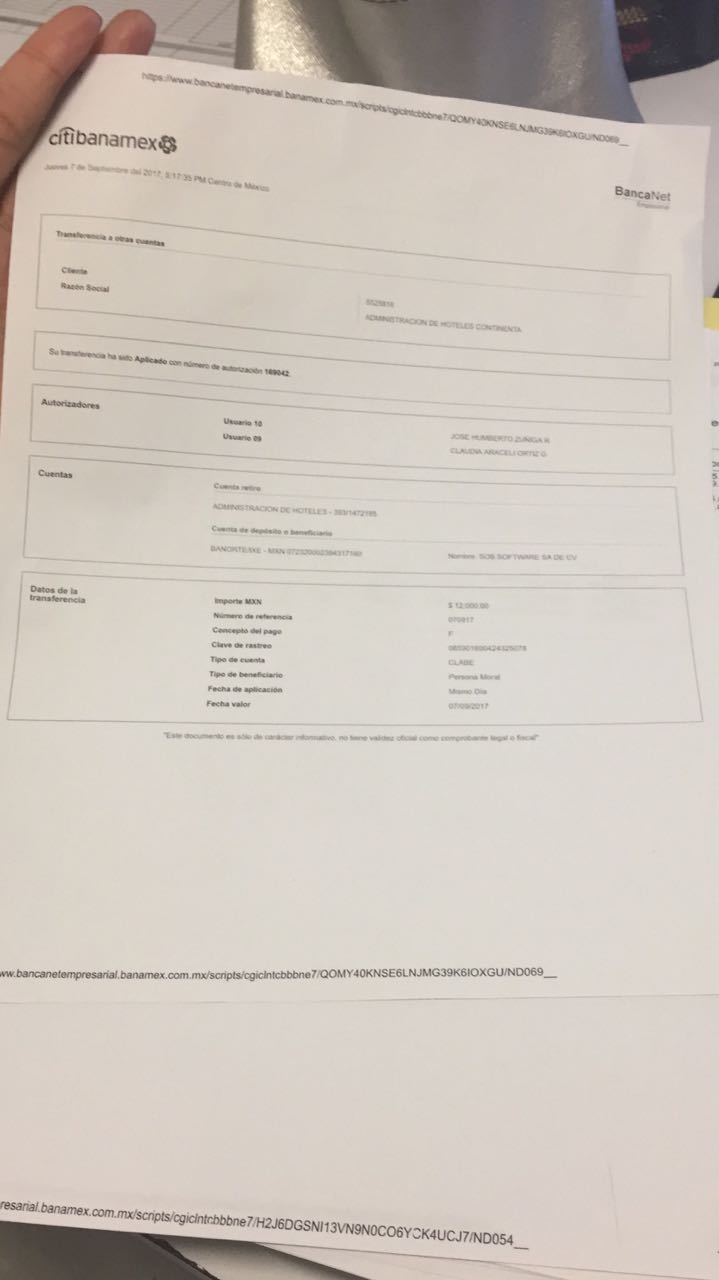 https://www.bancanetempresarial.banamex.com.mx/scripts/cgiclntcbbbne7/QOMY40KNSE6LNJMG39K6IOXGU/ND069__
citibanamex
Jueves 7 de Septiembre del 2017, 5:17:35 PM Centro de México
BancaNet
Empresarial
Transferencia a otras cuentas
Cliente
Razón Social
ADMINISTRACION DE HOTELES CONTINENTA
Su transferencia ha sido Aplicado con número de autorización 169042.
Autorizadores
Usuario 10
JOSE HUMBERTO ZUÑIGA R
Usuario 09
CLAUDIA ARACELI ORTIZ G
Cuentas
Cuenta retiro
ADMINISTRACION DE HOTELES - 393/1472185
Cuenta de depósito o beneficiario
BANORTE/IXE - MXN
Nombre: SOS SOFTWARE SA DE CV
Datos de la
transferencia
Importe MXN
$ 12,000.00
Número de referencia
070917
Concepto del pago
F
Clave de rastreo
Tipo de cuenta
CLABE
Tipo de beneficiario
Persona Moral
Fecha de aplicación
Mismo Día
Fecha valor
07/09/2017
"Este documento es sólo de carácter informativo, no tiene validez oficial como comprobante legal o fiscal"
ww.bancanetempresarial.banamex.com.mx/scripts/cgiclntcbbbne7/QOMY40KNSE6LNJMG39K6IOXGU/ND069__
resarial.banamex.com.mx/scripts/cgiclntcbbbne7/H2J6DGSNI13VN9N0CO6YCK4UCJ7/ND054__